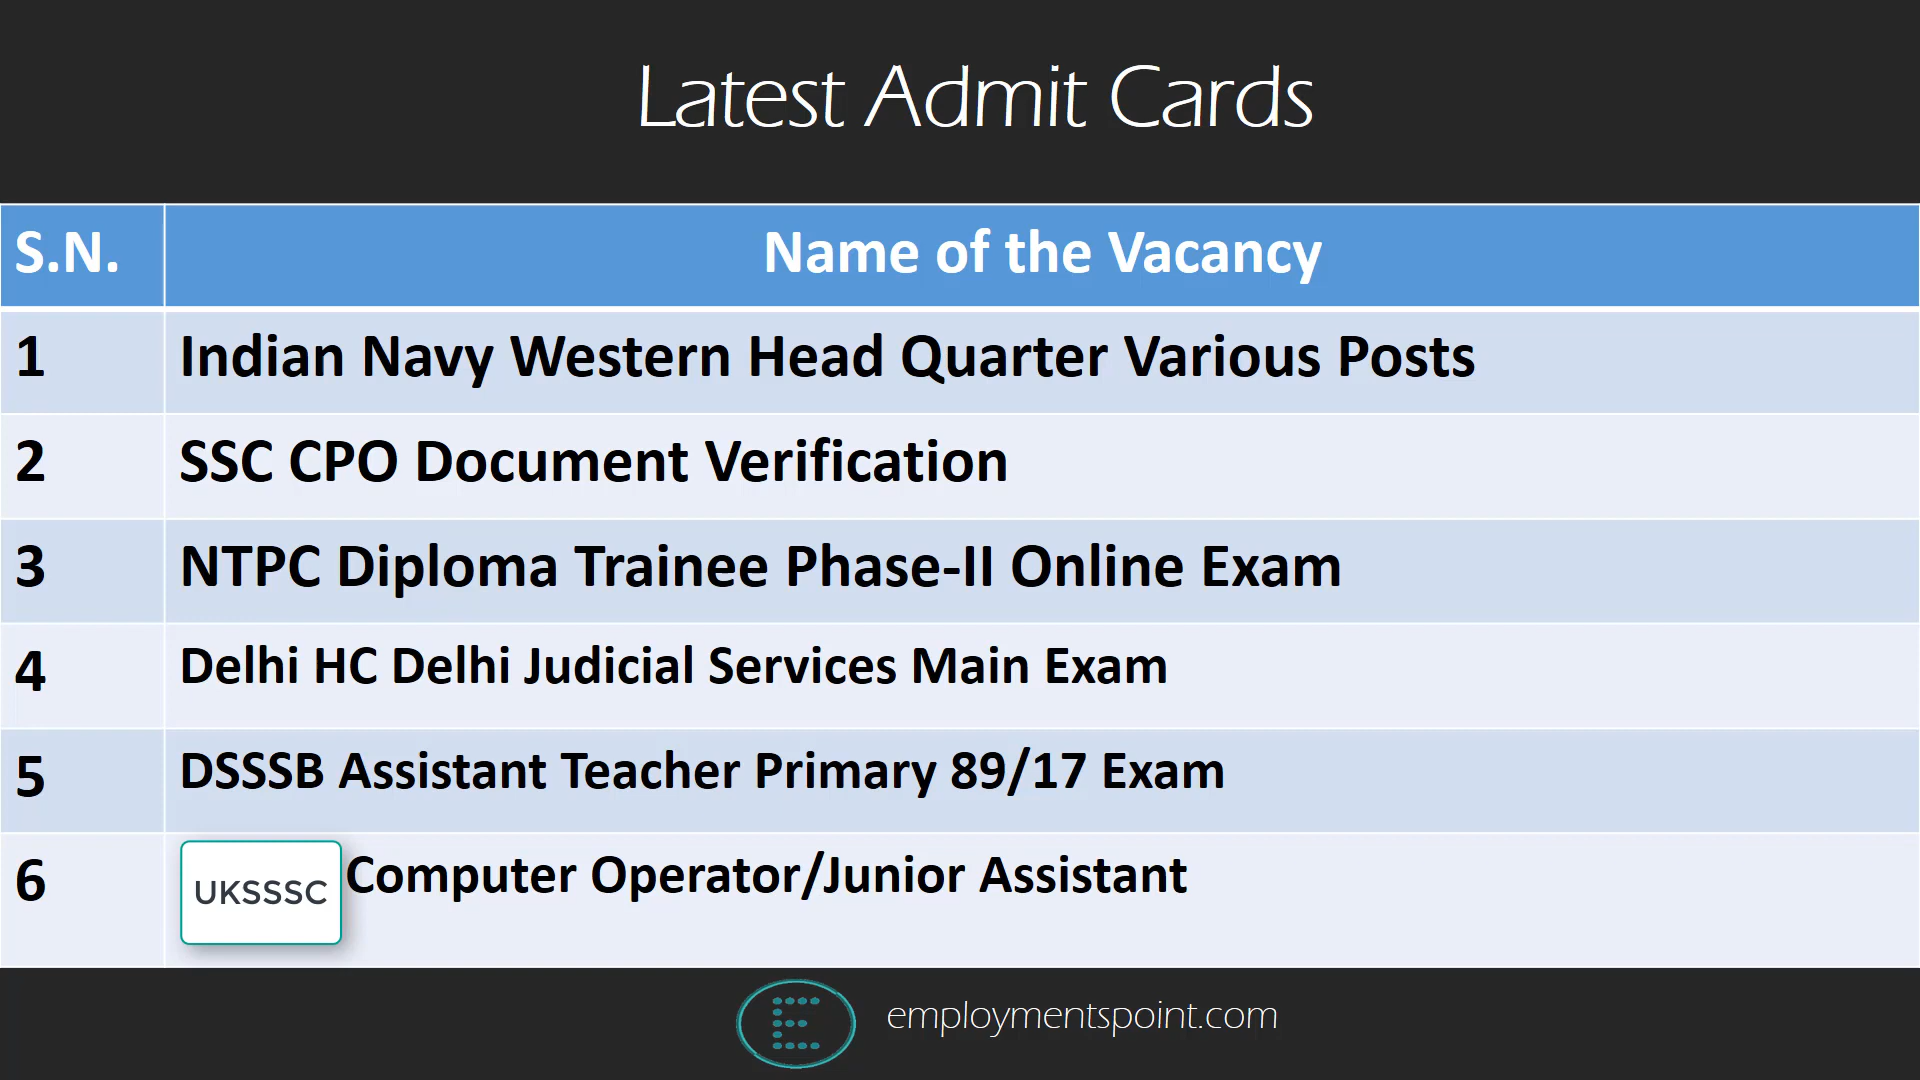 Latest Admit Cards
S.N. Name of the Vacancy
1 Indian Navy Western Head Quarter Various Posts
2 SSC CPO Document Verification
3 NTPC Diploma Trainee Phase-II Online Exam
4 Delhi HC Delhi Judicial Services Main Exam
5 DSSSB Assistant Teacher Primary 89/17 Exam
6 UKSSSC Computer Operator/Junior Assistant
E employmentspoint.com